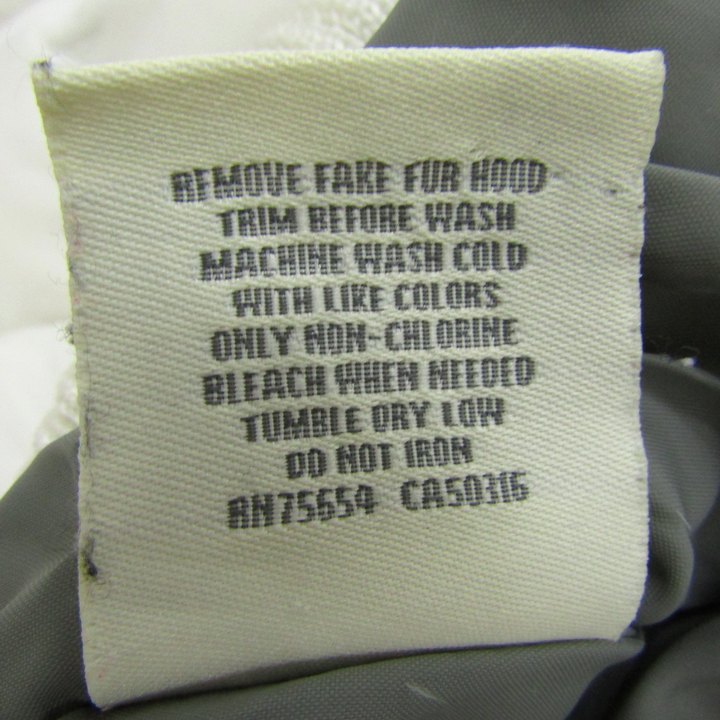 REMOVE FAKE FUR HOOD
TRIM BEFORE WASH
MACHINE WASH COLD
WITH LIKE COLORS
ONLY NON-CHLORINE
BLEACH WHEN NEEDED
TUMBLE DRY LOW
DO NOT IRON
RN75654 CA50316